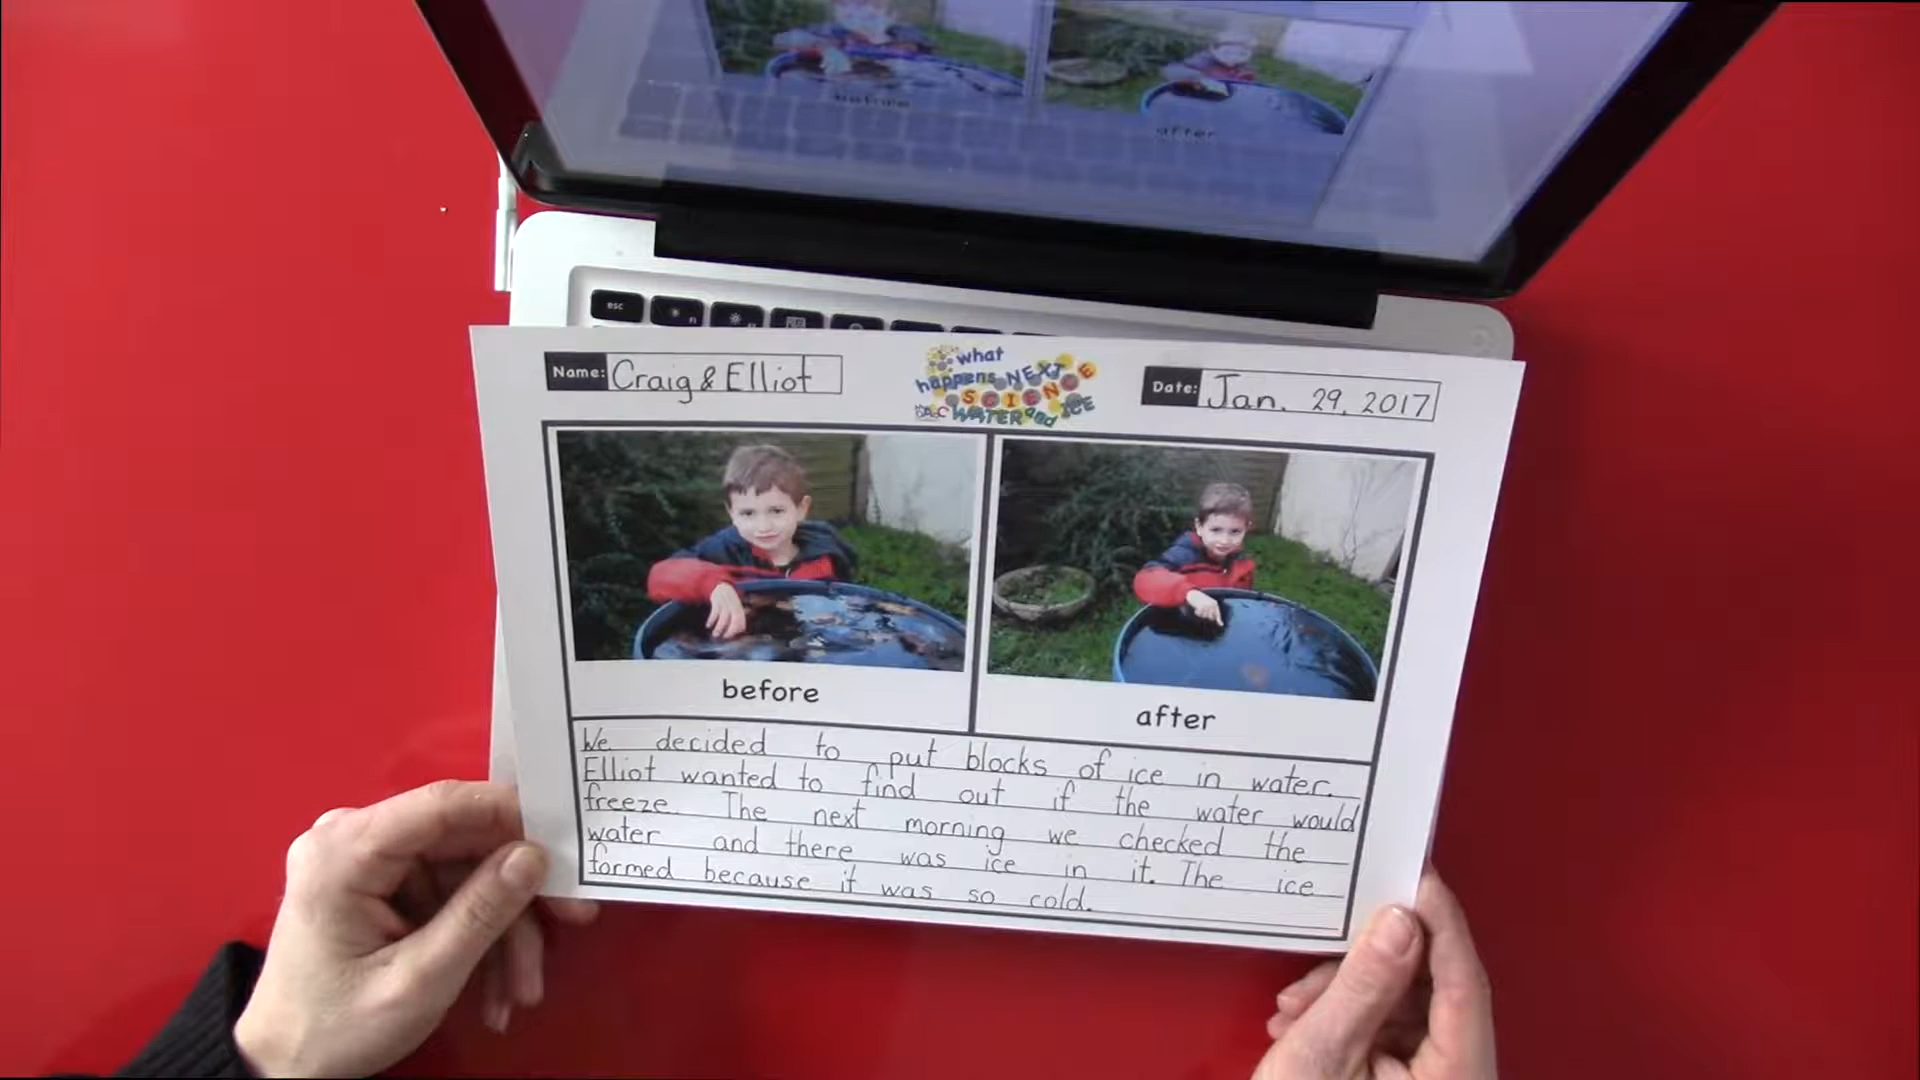 after
esc
Name: Craig & Elliot
what
happens NEXT
SCIENCE
WATER and ICE
Date: Jan. 29, 2017
before
after
We decided to put blocks of ice in water.
Elliot wanted to find out if the water would
freeze. The next morning we checked the
water and there was ice in it. The ice
formed because it was so cold.